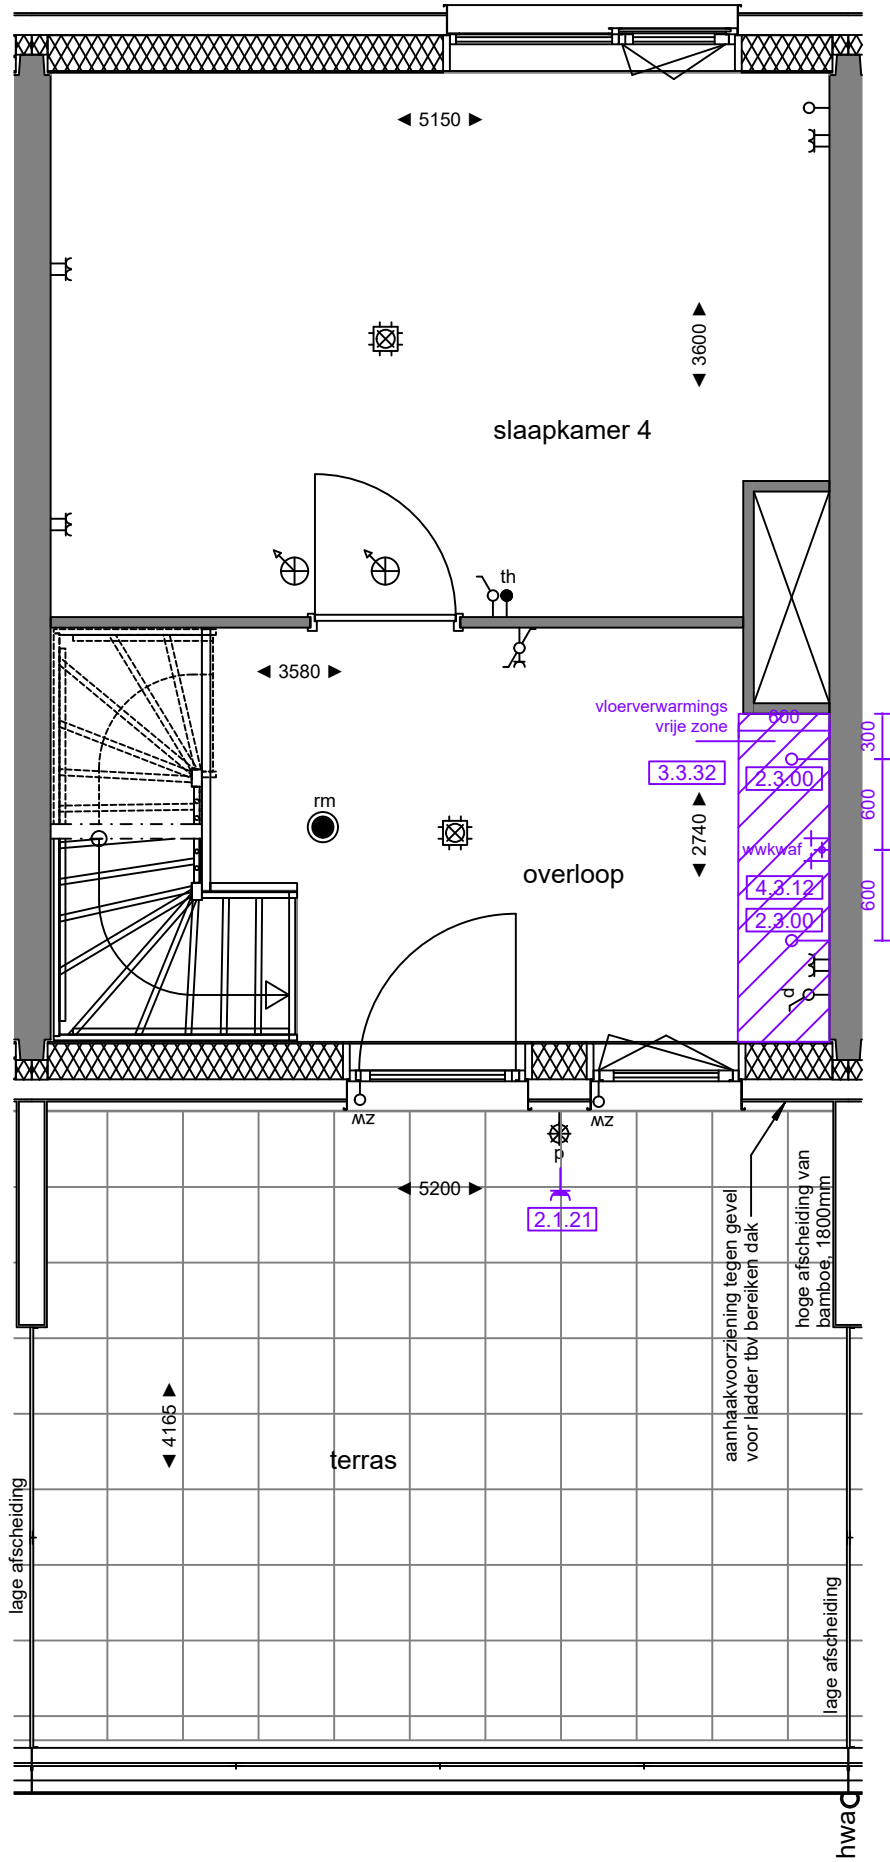 5150
3600
slaapkamer 4
th
3580
vloerverwarmings
vrije zone
600
300
3.3.32
2.3.00
600
rm
2740
wwkwaf
overloop
4.3.12
600
2.3.00
d
zw
zw
p
5200
2.1.21
aanhaakvoorziening tegen gevel
voor ladder tbv bereiken dak
hoge afscheiding van
bamboe, 1800mm
4165
terras
lage afscheiding
lage afscheiding
hwa